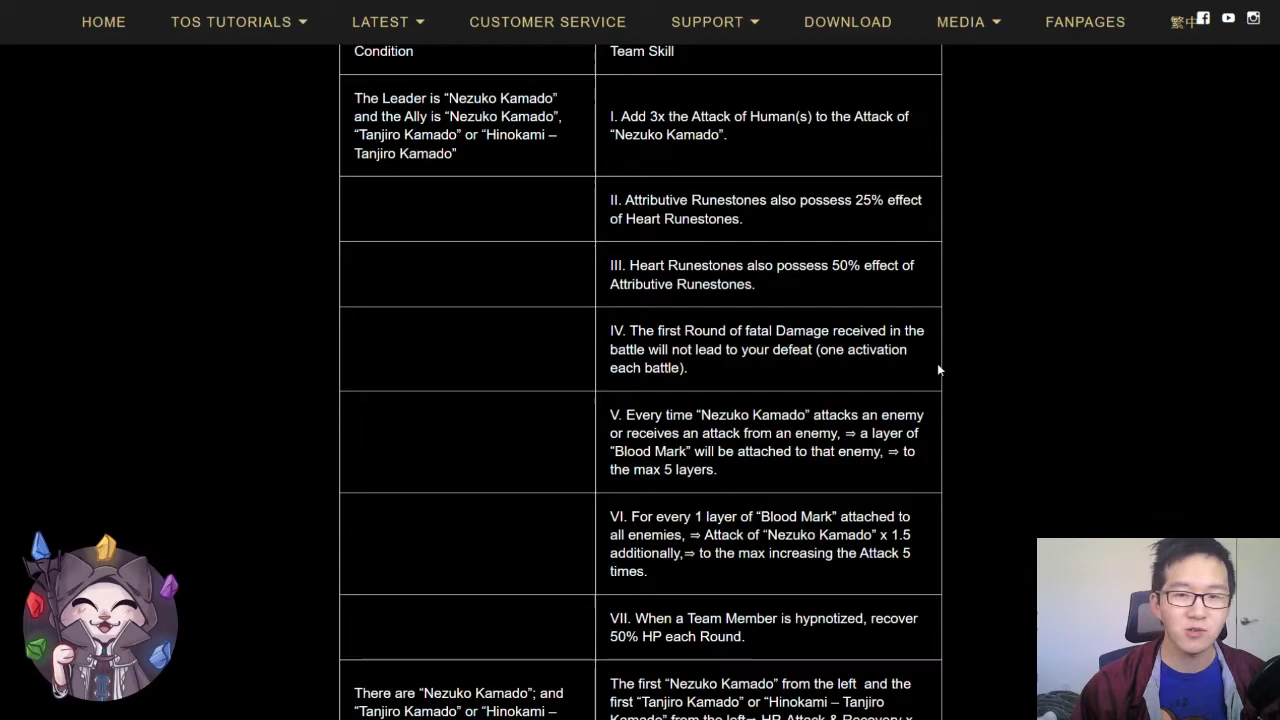 HOME TOS TUTORIALS LATEST CUSTOMER SERVICE SUPPORT DOWNLOAD MEDIA FANPAGES 繁中
Condition Team Skill
The Leader is “Nezuko Kamado”
and the Ally is “Nezuko Kamado”,
“Tanjiro Kamado” or “Hinokami –
Tanjiro Kamado”
I. Add 3x the Attack of Human(s) to the Attack of
“Nezuko Kamado”.
II. Attributive Runestones also possess 25% effect
of Heart Runestones.
III. Heart Runestones also possess 50% effect of
Attributive Runestones.
IV. The first Round of fatal Damage received in the
battle will not lead to your defeat (one activation
each battle).
V. Every time “Nezuko Kamado” attacks an enemy
or receives an attack from an enemy, ⇒ a layer of
“Blood Mark” will be attached to that enemy, ⇒ to
the max 5 layers.
VI. For every 1 layer of “Blood Mark” attached to
all enemies, ⇒ Attack of “Nezuko Kamado” x 1.5
additionally,⇒ to the max increasing the Attack 5
times.
VII. When a Team Member is hypnotized, recover
50% HP each Round.
There are “Nezuko Kamado”; and
“Tanjiro Kamado” or “Hinokami –
The first “Nezuko Kamado” from the left and the
first “Tanjiro Kamado” or “Hinokami – Tanjiro
Kamado” from the left⇒ HP, Attack & Recovery x